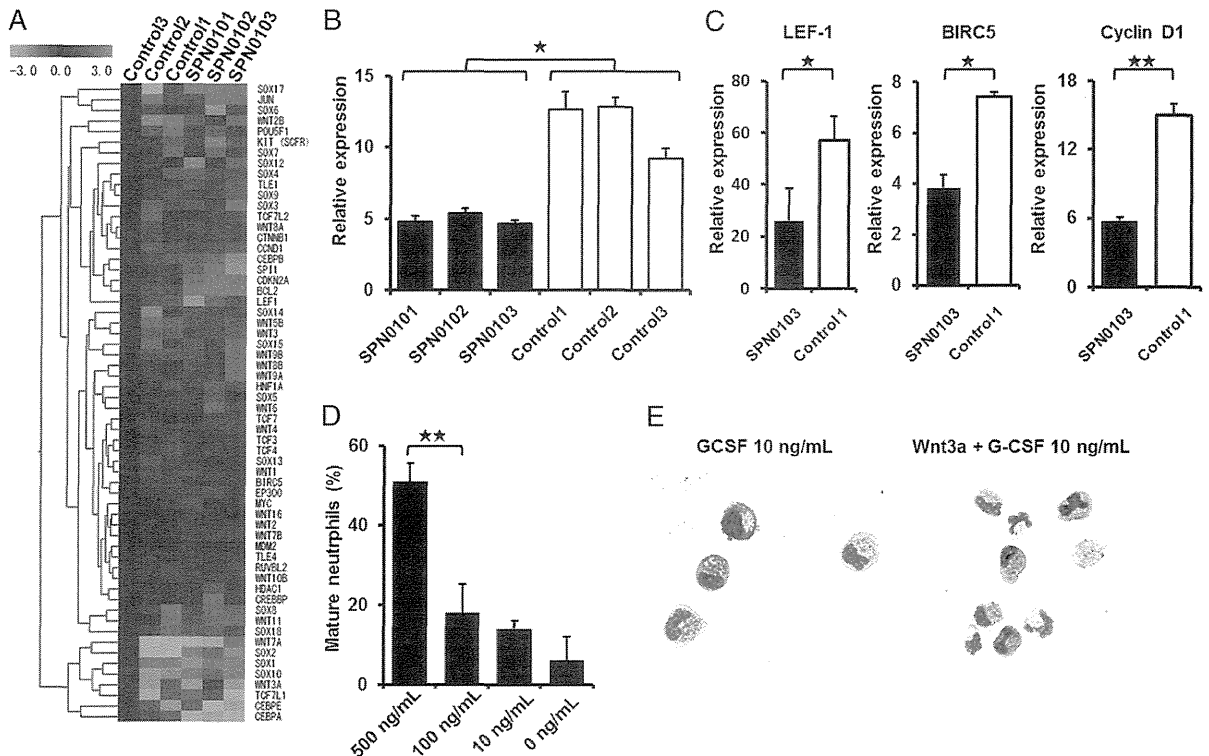 A
Control3
Control2
Control1
SPN0101
SPN0102
SPN0103
-3.0 0.0 3.0
SOX17
JUN
SOX6
WNT2B
POU5F1
KIT (SCFR)
SOX7
SOX12
SOX4
TLE1
SOX9
SOX3
TCF7L2
WNT8A
CTNNB1
CCND1
CEBPB
SPI1
CDKN2A
BCL2
LEF1
SOX14
WNT5B
WNT3
SOX15
WNT9B
WNT8B
WNT9A
HNF1A
SOX5
WNT6
TCF7
WNT4
TCF3
TCF4
SOX13
WNT1
BIRC5
EP300
MYC
WNT16
WNT2
WNT7B
MDM2
TLE4
RUVBL2
WNT10B
HDAC1
CREBBP
SOX8
WNT11
SOX18
WNT7A
SOX2
SOX1
SOX10
WNT3A
TCF7L1
CEBPE
CEBPA
B
★
Relative expression
15
10
5
0
SPN0101
SPN0102
SPN0103
Control1
Control2
Control3
C
LEF-1
★
Relative expression
80
60
40
20
0
SPN0103
Control1
BIRC5
★
Relative expression
8
6
4
2
0
SPN0103
Control1
Cyclin D1
★★
Relative expression
18
12
6
0
SPN0103
Control1
D
★★
Mature neutrphils (%)
60
40
20
0
500 ng/mL
100 ng/mL
10 ng/mL
0 ng/mL
E
GCSF 10 ng/mL
Wnt3a + G-CSF 10 ng/mL